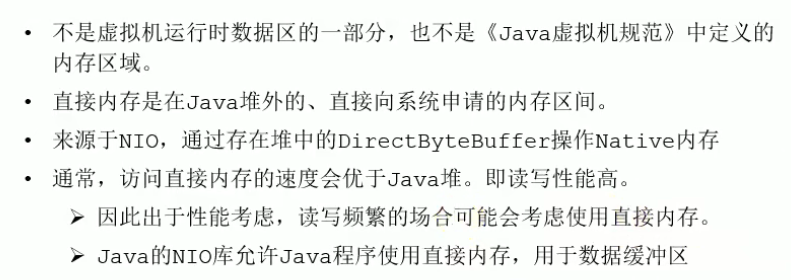 • 不是虚拟机运行时数据区的一部分，也不是《Java虚拟机规范》中定义的
内存区域。
• 直接内存是在Java堆外的、直接向系统申请的内存区间。
• 来源于NIO，通过存在堆中的DirectByteBuffer操作Native内存
• 通常，访问直接内存的速度会优于Java堆。即读写性能高。
➢ 因此出于性能考虑，读写频繁的场合可能会考虑使用直接内存。
➢ Java的NIO库允许Java程序使用直接内存，用于数据缓冲区